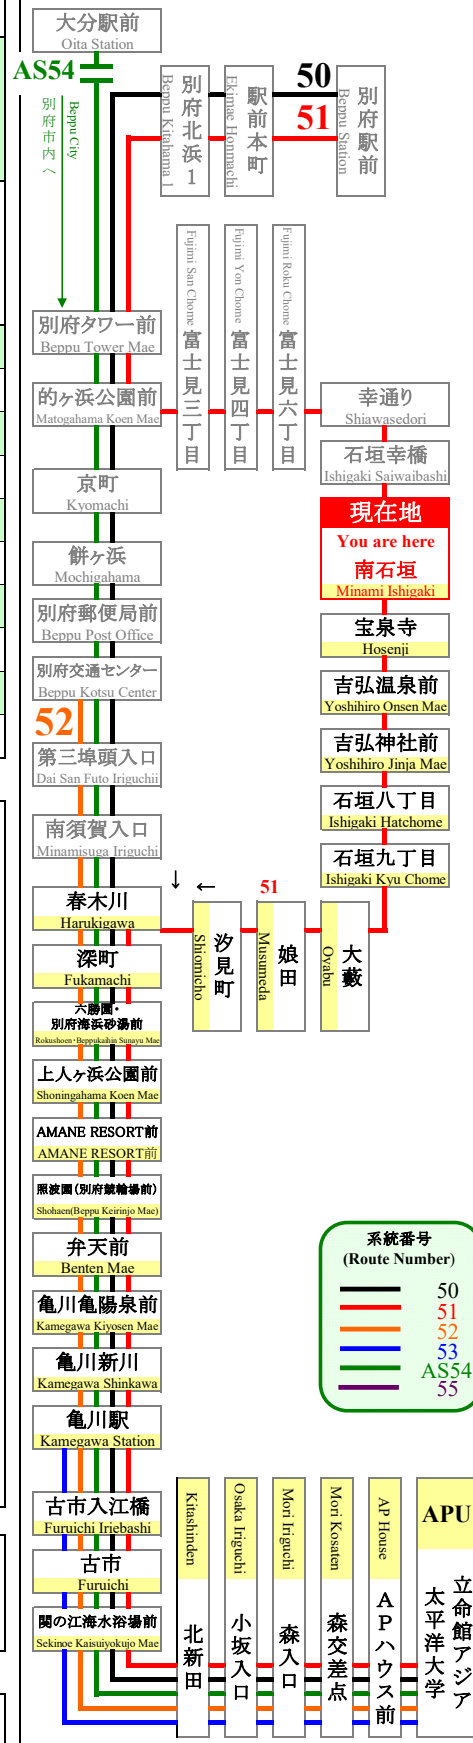 大分駅前
Oita Station
AS54
Beppu City
別府市内へ
50
51
別府北浜1
Beppu Kitahama 1
駅前本町
Ekimae Honmachi
別府駅前
Beppu Station
別府タワー前
Beppu Tower Mae
的ヶ浜公園前
Matogahama Koen Mae
Fujimi San Chome 富士見三丁目
Fujimi Yon Chome 富士見四丁目
Fujimi Roku Chome 富士見六丁目
幸通り
Shiawasedori
石垣幸橋
Ishigaki Saiwaibashi
現在地
You are here
南石垣
Minami Ishigaki
宝泉寺
Hosenji
吉弘温泉前
Yoshihiro Onsen Mae
吉弘神社前
Yoshihiro Jinja Mae
石垣八丁目
Ishigaki Hatchome
石垣九丁目
Ishigaki Kyu Chome
京町
Kyomachi
餅ヶ浜
Mochigahama
別府郵便局前
Beppu Post Office
別府交通センター
Beppu Kotsu Center
52
第三埠頭入口
Dai San Futo Iriguchii
南須賀入口
Minamisuga Iriguchi
春木川
Harukigawa
↓ ← 51
汐見町
Shiomicho
娘田
Musumeda
大藪
Oyabu
深町
Fukamachi
六勝園・
別府海浜砂湯前
Rokushoen・Beppukaihin Sunayu Mae
上人ヶ浜公園前
Shoningahama Koen Mae
AMANE RESORT前
AMANE RESORT前
照波園(別府競輪場前)
Shohaen(Beppu Keirinjo Mae)
弁天前
Benten Mae
亀川亀陽泉前
Kamegawa Kiyosen Mae
亀川新川
Kamegawa Shinkawa
亀川駅
Kamegawa Station
古市入江橋
Furuichi Iriebashi
古市
Furuichi
関の江海水浴場前
Sekinoe Kaisuiyokujo Mae
系統番号
(Route Number)
50
51
52
53
AS54
55
Kitashinden
北新田
Osaka Iriguchi
小坂入口
Mori Iriguchi
森入口
Mori Kosaten
森交差点
AP House
APハウス前
APU
立命館アジア
太平洋大学